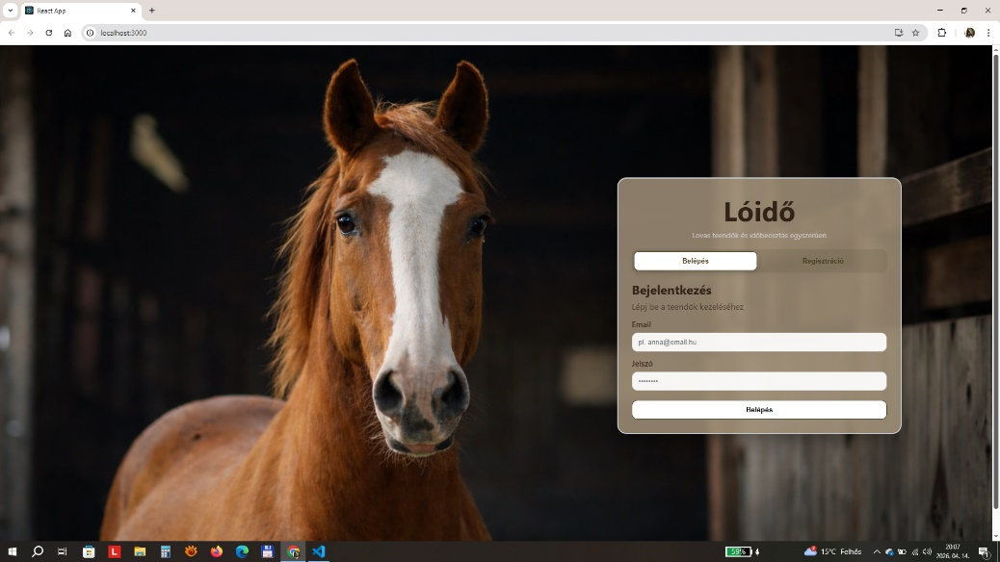 React App
localhost:3000
Lóidő
Lovas teendők és időbeosztás egyszerűen
Belépés Regisztráció
Bejelentkezés
Lépj be a teendők kezeléséhez
Email
pl. anna@email.hu
Jelszó
••••••••
Belépés
59% 15°C Felhős 20:07
2026. 04. 14.